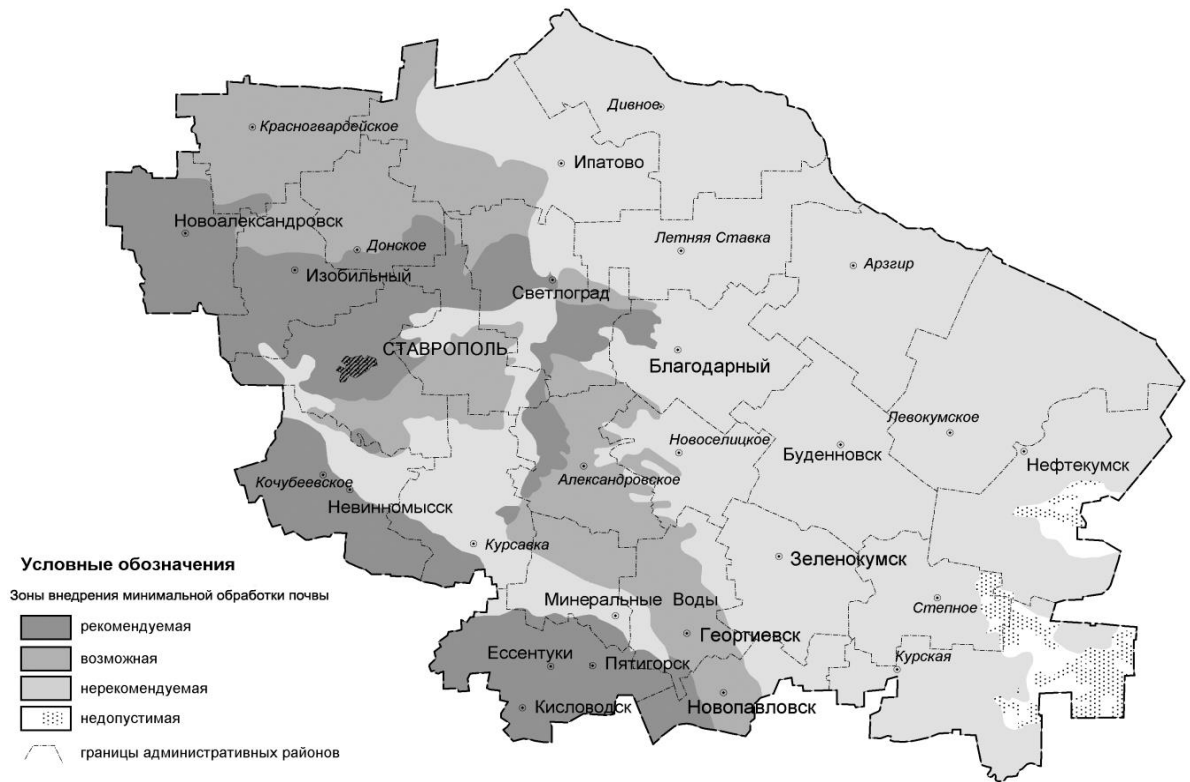 Дивное
Красногвардейское
Ипатово
Новоалександровск
Донское
Летняя Ставка
Арзгир
Изобильный
Светлоград
СТАВРОПОЛЬ
Благодарный
Левокумское
Новоселицкое
Буденновск
Нефтекумск
Кочубеевское
Александровское
Невинномысск
Курсавка
Зеленокумск
Степное
Минеральные Воды
Георгиевск
Ессентуки
Пятигорск
Курская
Кисловодск
Новопавловск
Условные обозначения
Зоны внедрения минимальной обработки почвы
рекомендуемая
возможная
нерекомендуемая
недопустимая
границы административных районов